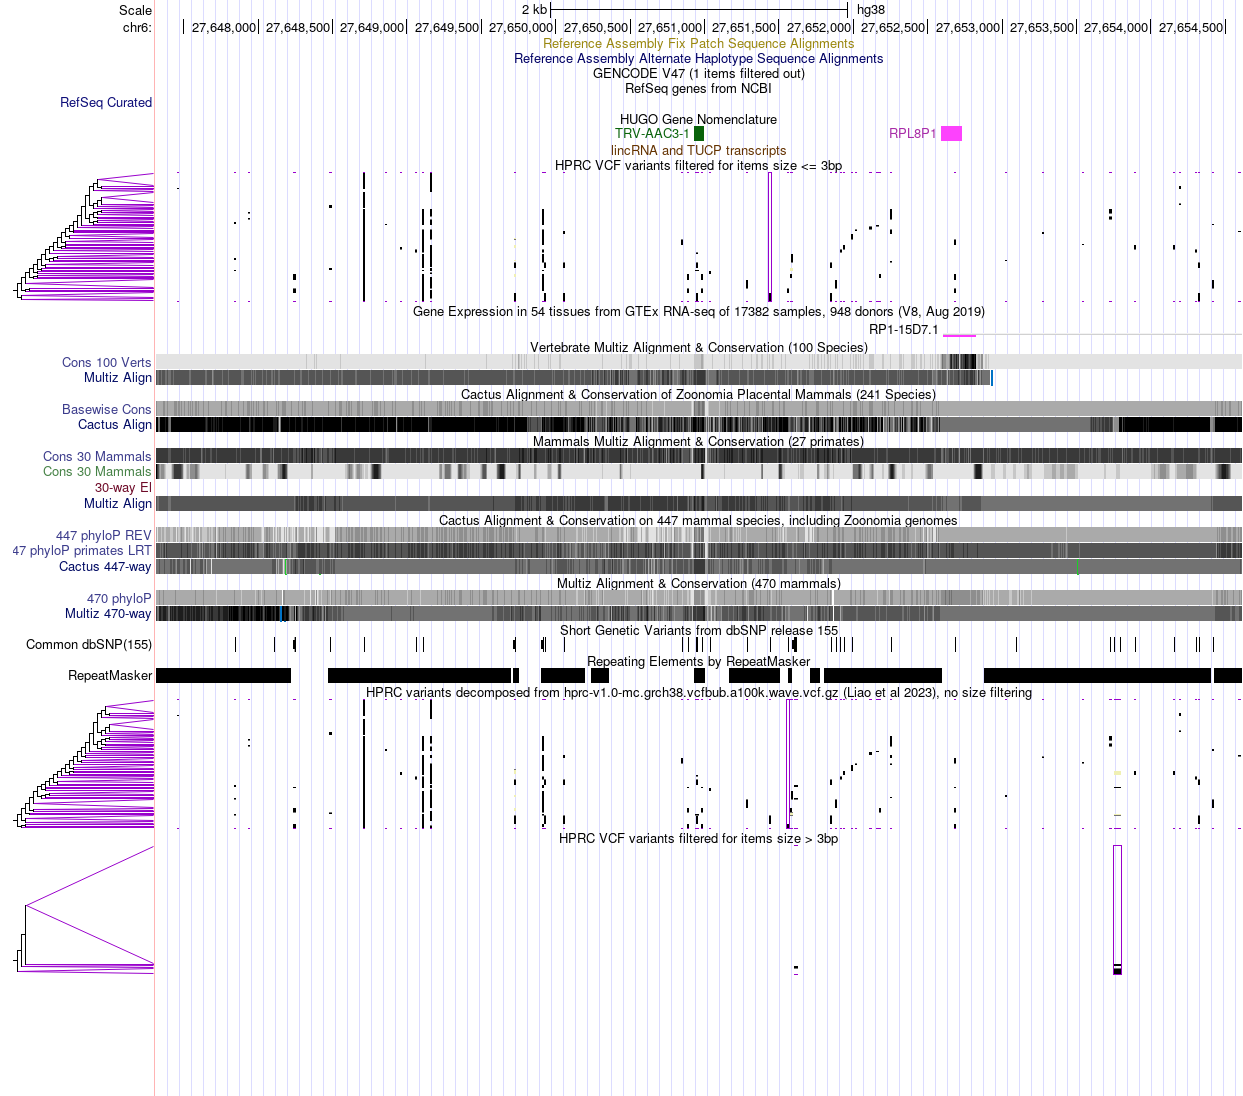 Scale 2 kb hg38
chr6: 27,648,000 27,648,500 27,649,000 27,649,500 27,650,000 27,650,500 27,651,000 27,651,500 27,652,000 27,652,500 27,653,000 27,653,500 27,654,000 27,654,500
Reference Assembly Fix Patch Sequence Alignments
Reference Assembly Alternate Haplotype Sequence Alignments
GENCODE V47 (1 items filtered out)
RefSeq genes from NCBI
RefSeq Curated
HUGO Gene Nomenclature
TRV-AAC3-1 RPL8P1
lincRNA and TUCP transcripts
HPRC VCF variants filtered for items size <= 3bp
Gene Expression in 54 tissues from GTEx RNA-seq of 17382 samples, 948 donors (V8, Aug 2019)
RP1-15D7.1
Vertebrate Multiz Alignment & Conservation (100 Species)
Cons 100 Verts
Multiz Align
Cactus Alignment & Conservation of Zoonomia Placental Mammals (241 Species)
Basewise Cons
Cactus Align
Mammals Multiz Alignment & Conservation (27 primates)
Cons 30 Mammals
Cons 30 Mammals
30-way El
Multiz Align
Cactus Alignment & Conservation on 447 mammal species, including Zoonomia genomes
447 phyloP REV
47 phyloP primates LRT
Cactus 447-way
Multiz Alignment & Conservation (470 mammals)
470 phyloP
Multiz 470-way
Short Genetic Variants from dbSNP release 155
Common dbSNP(155)
Repeating Elements by RepeatMasker
RepeatMasker
HPRC variants decomposed from hprc-v1.0-mc.grch38.vcfbub.a100k.wave.vcf.gz (Liao et al 2023), no size filtering
HPRC VCF variants filtered for items size > 3bp